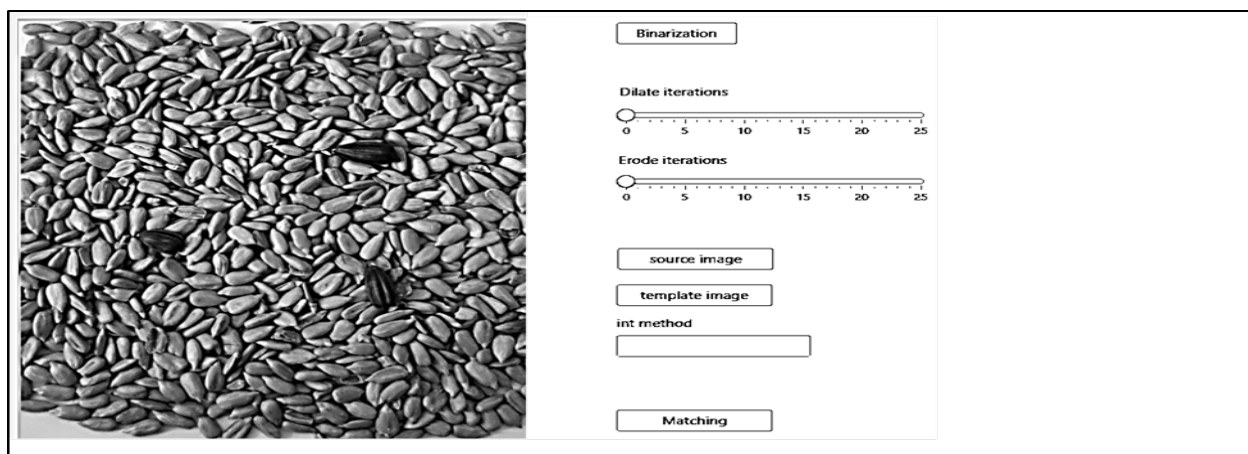 Binarization
Dilate iterations
0 5 10 15 20 25
Erode iterations
0 5 10 15 20 25
source image
template image
int method
Matching